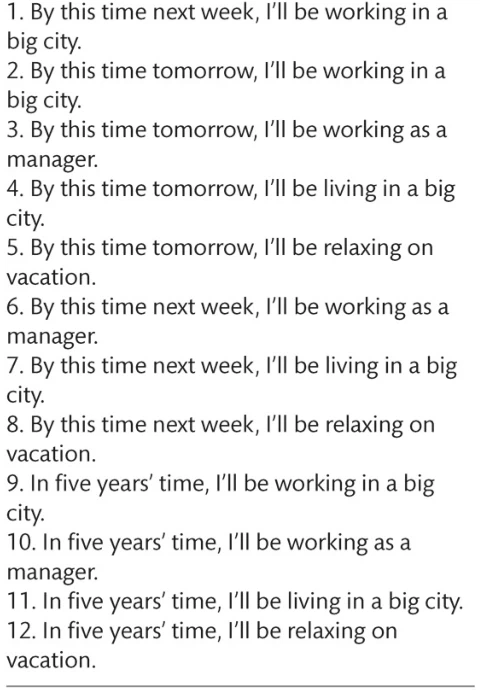 1. By this time next week, I'll be working in a
big city.
2. By this time tomorrow, I'll be working in a
big city.
3. By this time tomorrow, I'll be working as a
manager.
4. By this time tomorrow, I'll be living in a big
city.
5. By this time tomorrow, I'll be relaxing on
vacation.
6. By this time next week, I'll be working as a
manager.
7. By this time next week, I'll be living in a big
city.
8. By this time next week, I'll be relaxing on
vacation.
9. In five years' time, I'll be working in a big
city.
10. In five years' time, I'll be working as a
manager.
11. In five years' time, I'll be living in a big city.
12. In five years' time, I'll be relaxing on
vacation.